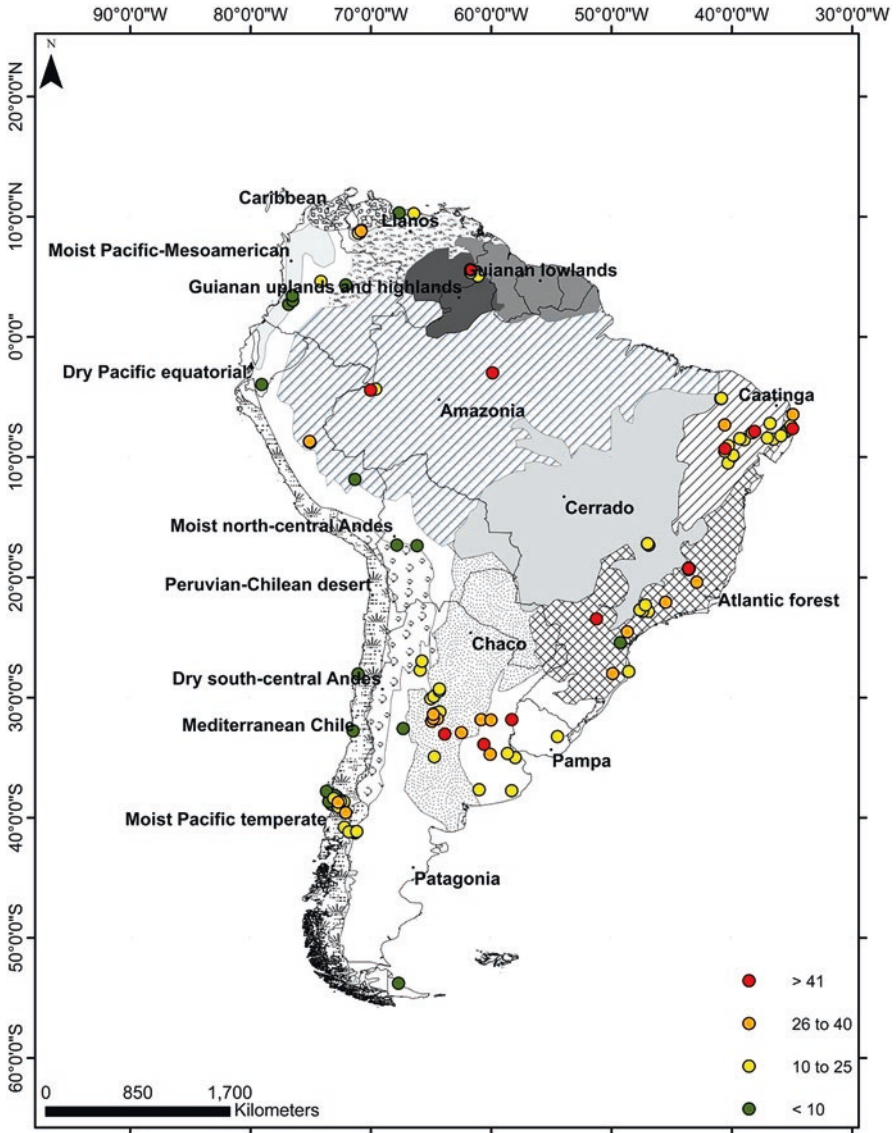 90°0'0"W 80°0'0"W 70°0'0"W 60°0'0"W 50°0'0"W 40°0'0"W 30°0'0"W
N
20°0'0"N
10°0'0"N
0°0'0"
10°0'0"S
20°0'0"S
30°0'0"S
40°0'0"S
50°0'0"S
60°0'0"S
Caribbean
Llanos
Moist Pacific-Mesoamerican
Guianan lowlands
Guianan uplands and highlands
Dry Pacific equatorial
Caatinga
Amazonia
Cerrado
Moist north-central Andes
Peruvian-Chilean desert
Atlantic forest
Chaco
Dry south-central Andes
Mediterranean Chile
Pampa
Moist Pacific temperate
Patagonia
> 41
26 to 40
10 to 25
< 10
0 850 1,700
Kilometers